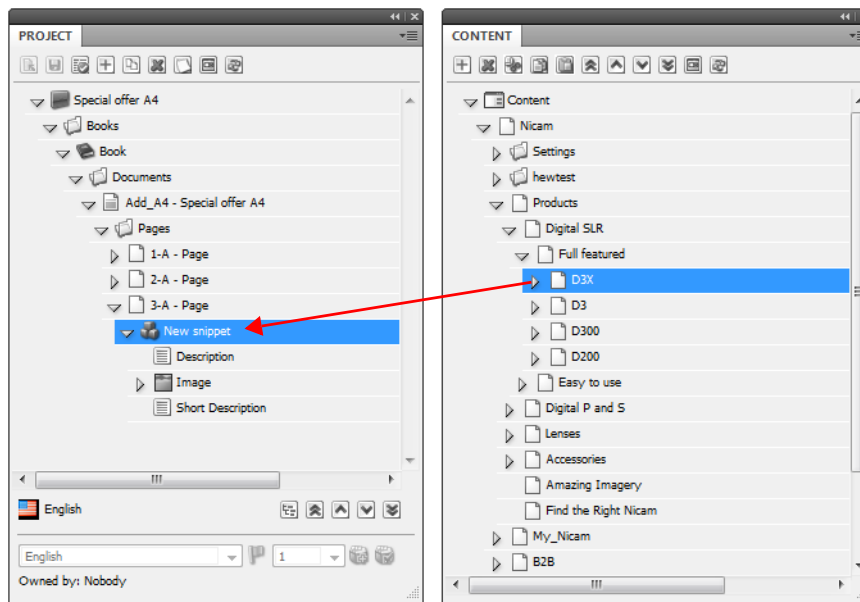 PROJECT
Special offer A4
Books
Book
Documents
Add_A4 - Special offer A4
Pages
1-A - Page
2-A - Page
3-A - Page
New snippet
Description
Image
Short Description
English
English
1
Owned by: Nobody
CONTENT
Content
Nicam
Settings
hewtest
Products
Digital SLR
Full featured
D3X
D3
D300
D200
Easy to use
Digital P and S
Lenses
Accessories
Amazing Imagery
Find the Right Nicam
My_Nicam
B2B